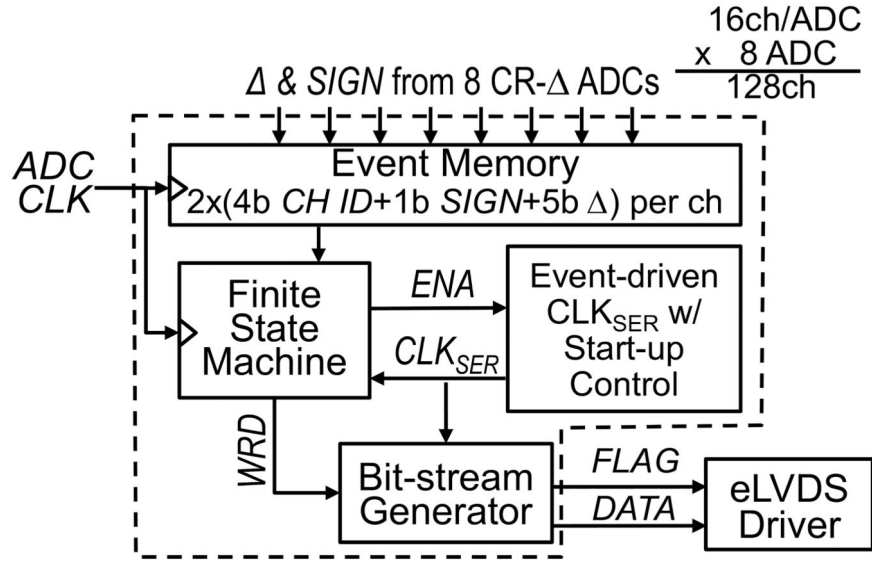 16ch/ADC
x 8 ADC
128ch
Δ & SIGN from 8 CR-Δ ADCs
ADC
CLK
Event Memory
2x(4b CH ID+1b SIGN+5b Δ) per ch
Finite
State
Machine
ENA
CLKSER
Event-driven
CLKSER w/
Start-up
Control
WRD
Bit-stream
Generator
FLAG
DATA
eLVDS
Driver